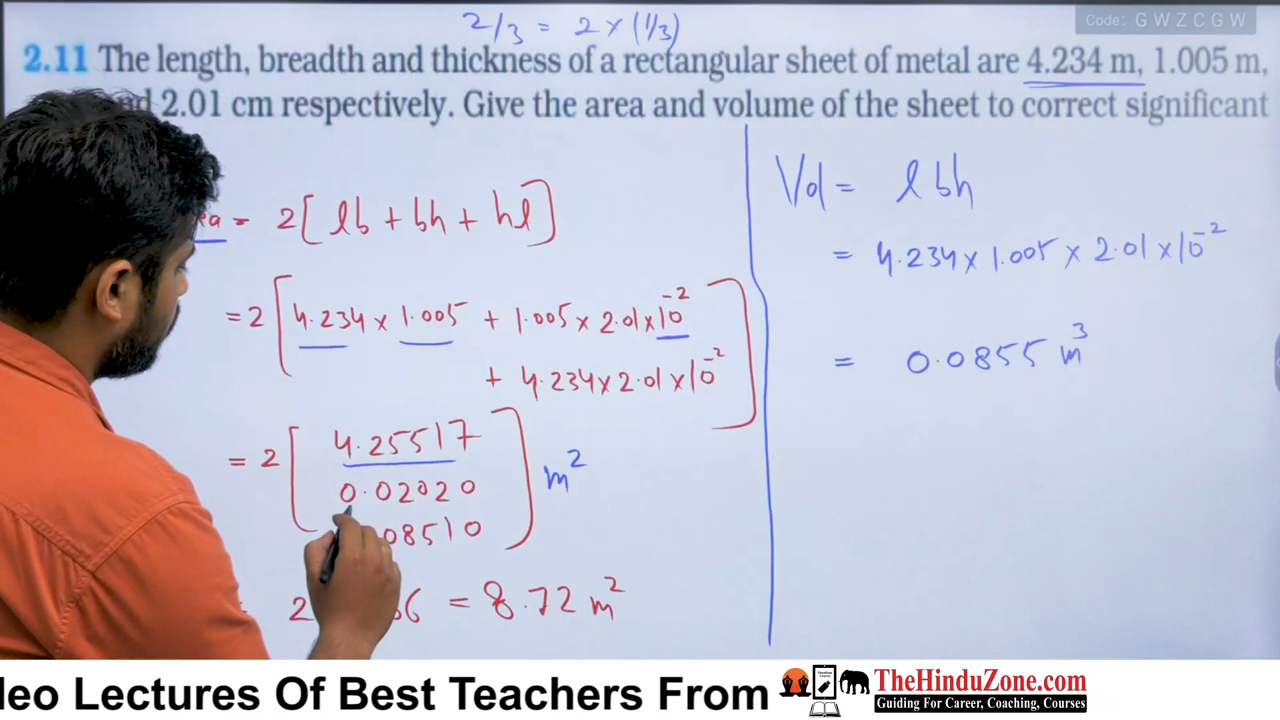 2/3 = 2 × (1/3)
Code: G W Z C G W
2.11 The length, breadth and thickness of a rectangular sheet of metal are 4.234 m, 1.005 m,
2.01 cm respectively. Give the area and volume of the sheet to correct significant
= 2[lb + bh + hl]
= 2[4.234 × 1.005 + 1.005 × 2.01 × 10⁻²
+ 4.234 × 2.01 × 10⁻²]
= 2[4.25517
0.02020
08510] m²
2 = 8.72 m²
Vol = lbh
= 4.234 × 1.005 × 2.01 × 10⁻²
= 0.0855 m³
deo Lectures Of Best Teachers From
TheHinduZone.com
Guiding For Career, Coaching, Courses